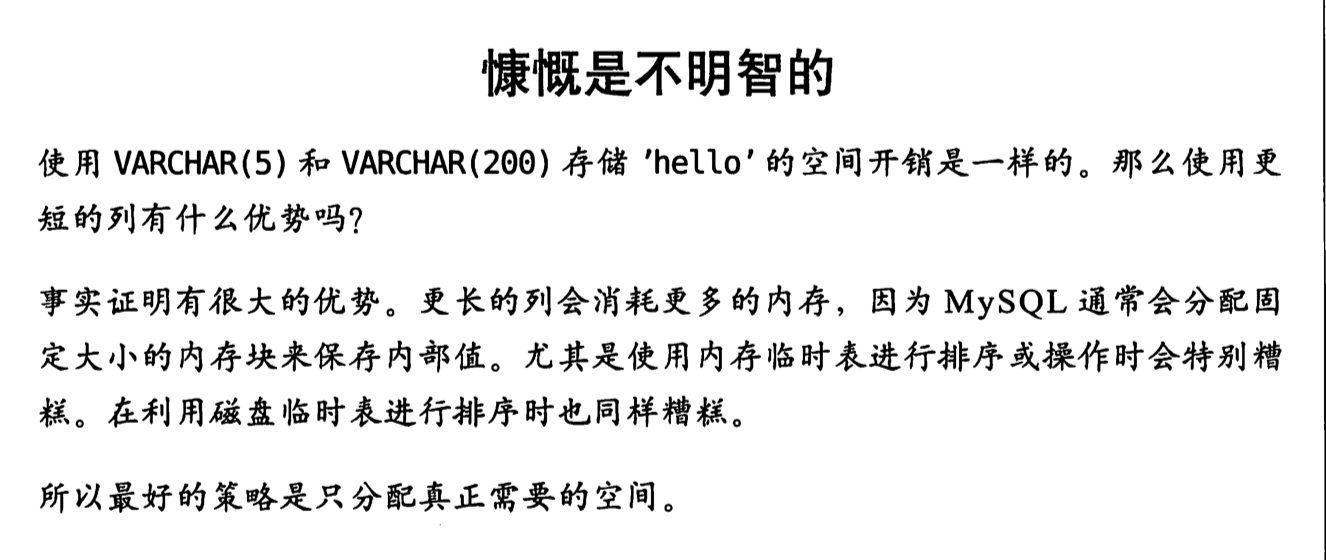 慷慨是不明智的
使用 VARCHAR(5) 和 VARCHAR(200) 存储 'hello' 的空间开销是一样的。那么使用更
短的列有什么优势吗？
事实证明有很大的优势。更长的列会消耗更多的内存，因为 MySQL 通常会分配固
定大小的内存块来保存内部值。尤其是使用内存临时表进行排序或操作时会特别糟
糕。在利用磁盘临时表进行排序时也同样糟糕。
所以最好的策略是只分配真正需要的空间。